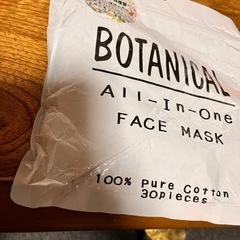 BOTANICAL
All-In-One
FACE MASK
100% Pure Cotton
30pieces